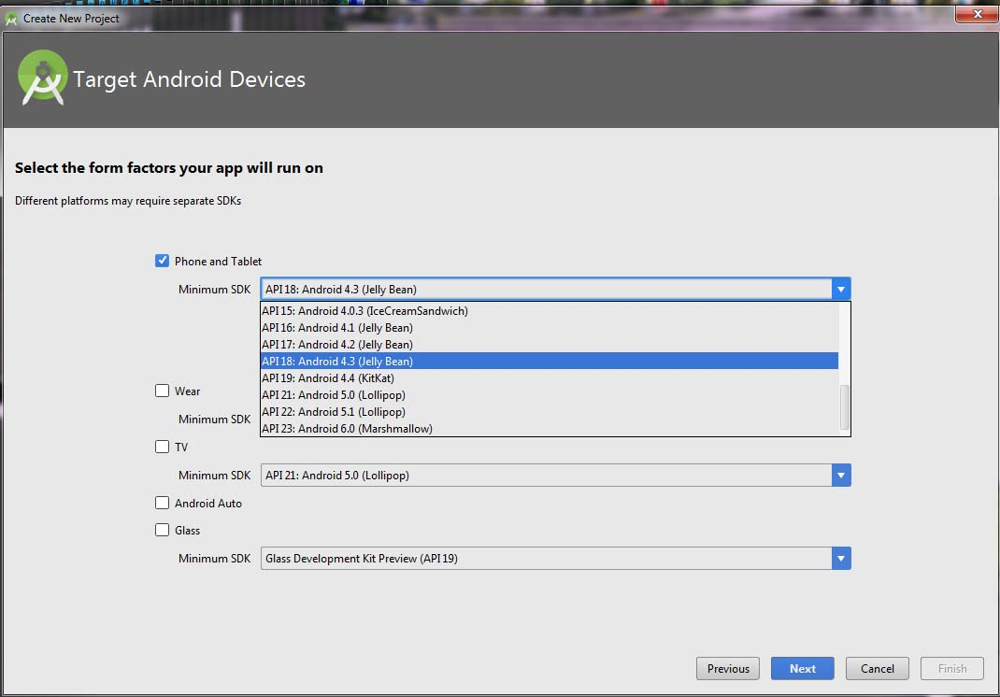 Create New Project
Target Android Devices
Select the form factors your app will run on
Different platforms may require separate SDKs
Phone and Tablet
Minimum SDK API 18: Android 4.3 (Jelly Bean)
API 15: Android 4.0.3 (IceCreamSandwich)
API 16: Android 4.1 (Jelly Bean)
API 17: Android 4.2 (Jelly Bean)
API 18: Android 4.3 (Jelly Bean)
API 19: Android 4.4 (KitKat)
Wear
API 21: Android 5.0 (Lollipop)
API 22: Android 5.1 (Lollipop)
Minimum SDK
API 23: Android 6.0 (Marshmallow)
TV
Minimum SDK API 21: Android 5.0 (Lollipop)
Android Auto
Glass
Minimum SDK Glass Development Kit Preview (API 19)
Previous Next Cancel Finish